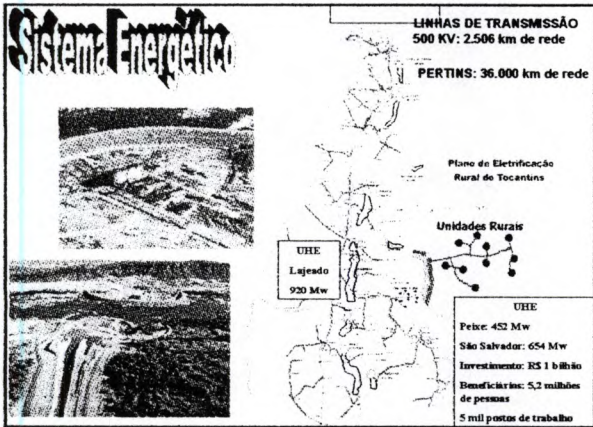 Sistema Energético
LINHAS DE TRANSMISSÃO
500 KV: 2.506 km de rede
PERTINS: 36.000 km de rede
Plano de Eletrificação
Rural do Tocantins
Unidades Rurais
UHE
Lajeado
920 Mw
UHE
Peixe: 452 Mw
São Salvador: 654 Mw
Investimento: R$ 1 bilhão
Beneficiários: 5,2 milhões
de pessoas
5 mil postos de trabalho